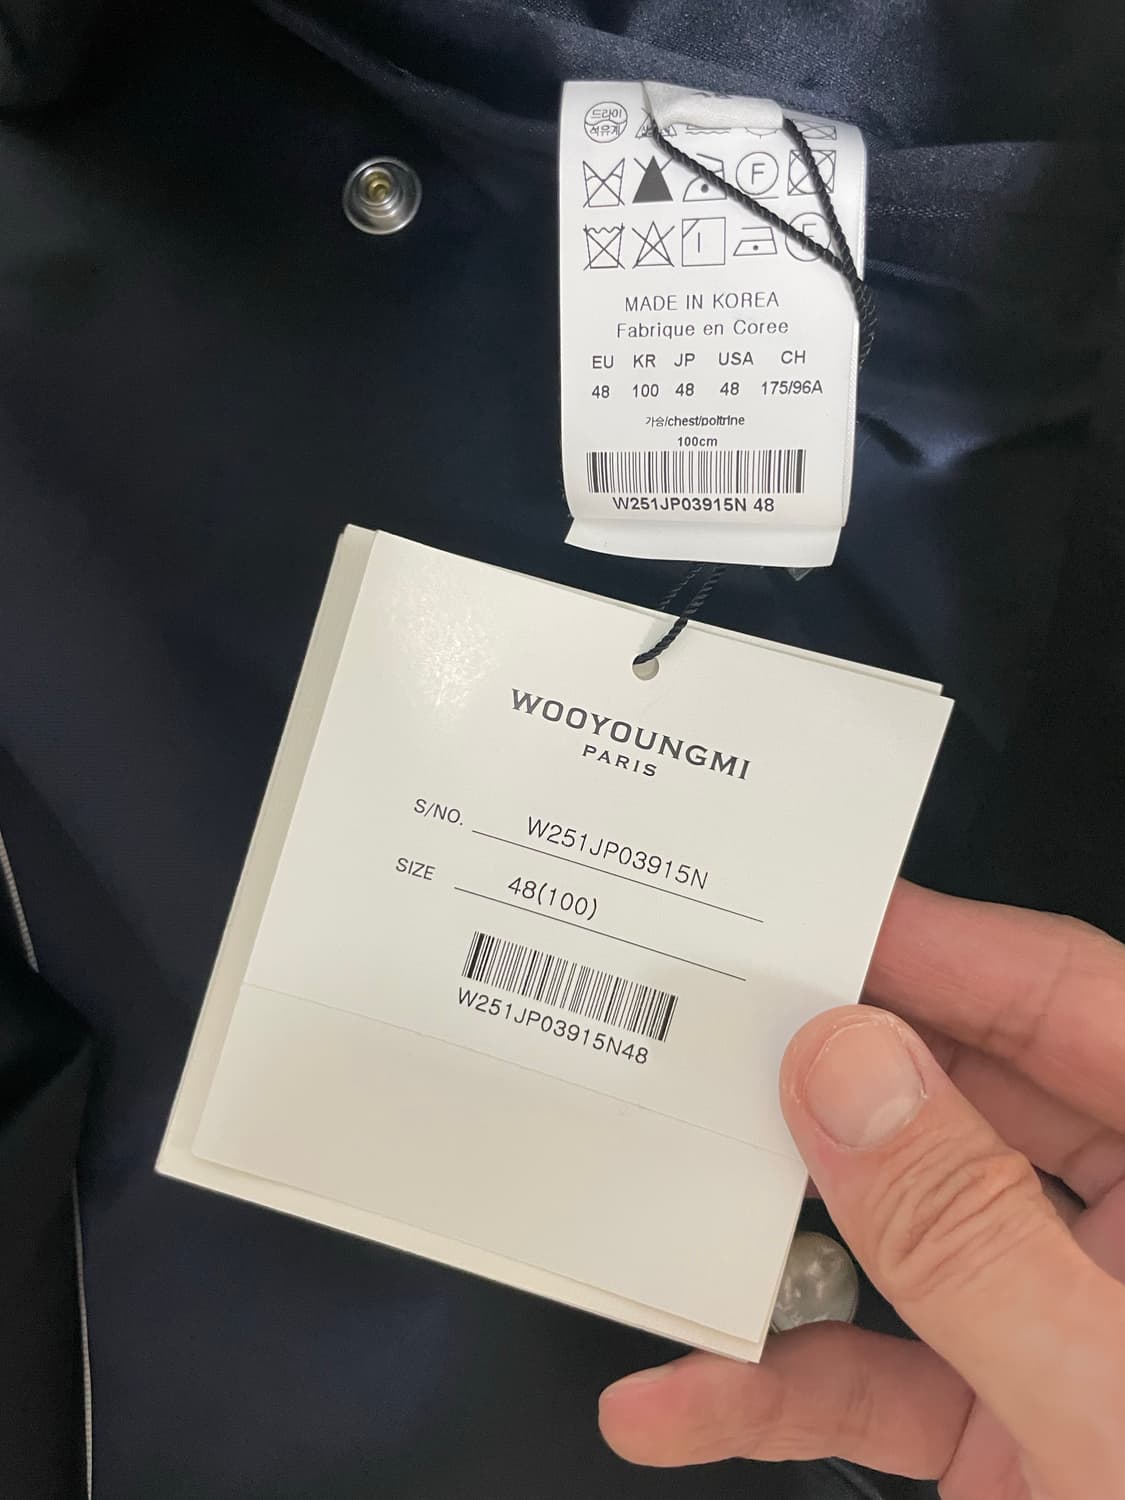 드라이
석유계
F
F
MADE IN KOREA
Fabrique en Coree
EU KR JP USA CH
48 100 48 48 175/96A
가슴/chest/poitrine
100cm
W251JP03915N 48
WOOYOUNGMI
PARIS
S/NO. W251JP03915N
SIZE 48(100)
W251JP03915N48